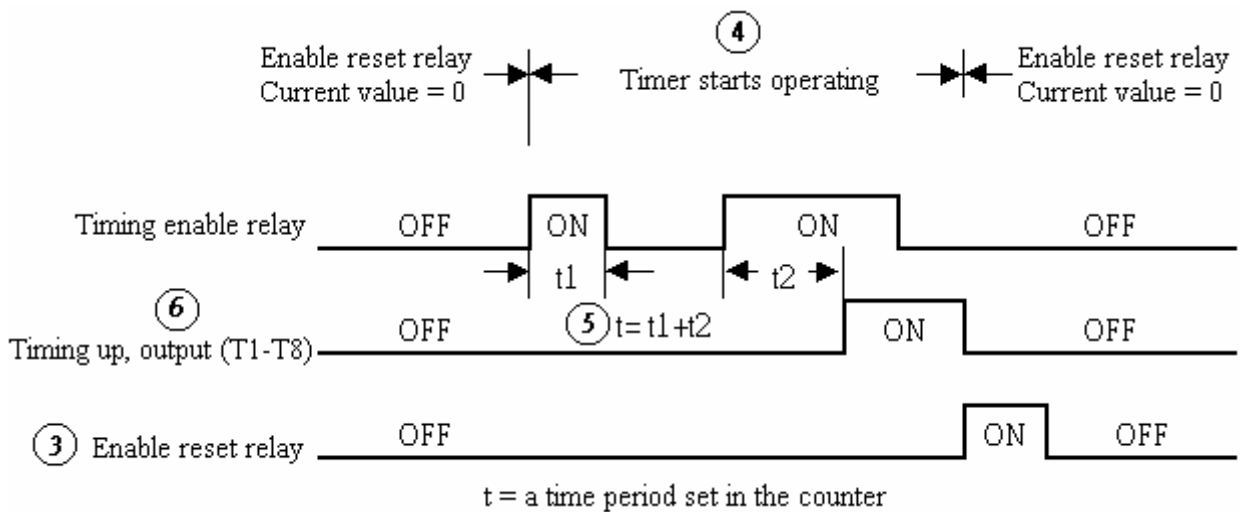 4
Enable reset relay
Current value = 0
Timer starts operating
Enable reset relay
Current value = 0
Timing enable relay
OFF
ON
ON
OFF
t1
t2
6
Timing up, output (T1-T8)
OFF
5 t= t1+t2
ON
OFF
3 Enable reset relay
OFF
ON
OFF
t = a time period set in the counter